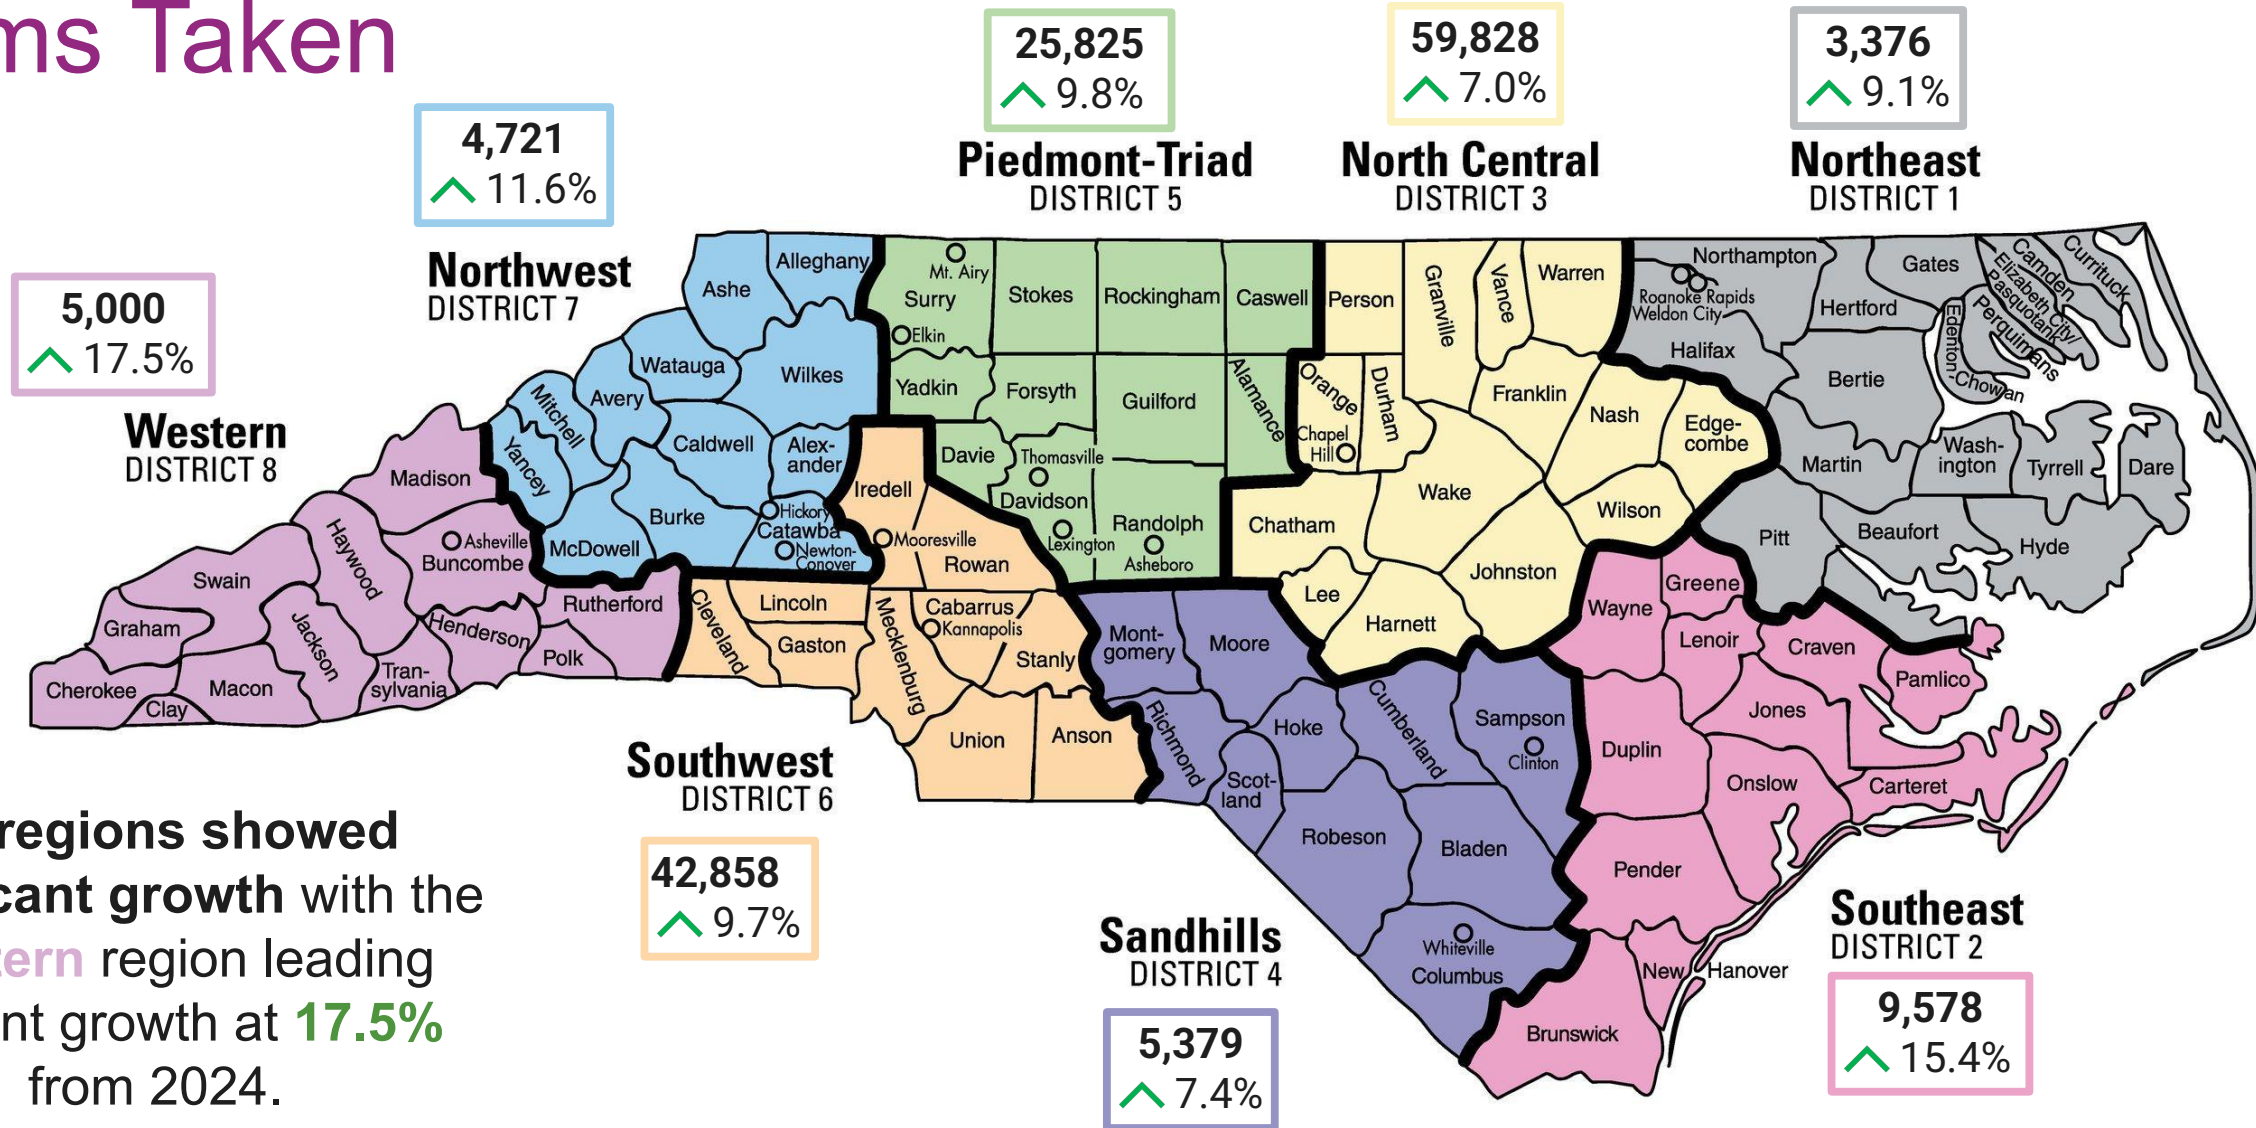 ms Taken
25,825
9.8%
59,828
7.0%
3,376
9.1%
4,721
11.6%
Piedmont-Triad
DISTRICT 5
North Central
DISTRICT 3
Northeast
DISTRICT 1
Northwest
DISTRICT 7
5,000
17.5%
Western
DISTRICT 8
Ashe
Alleghany
Watauga
Wilkes
Mitchell
Avery
Yancey
Caldwell
Alex-
ander
Burke
McDowell
Hickory
Catawba
Newton-
Conover
Mt. Airy
Surry
Elkin
Stokes
Rockingham
Caswell
Yadkin
Forsyth
Guilford
Alamance
Davie
Thomasville
Davidson
Lexington
Randolph
Asheboro
Person
Granville
Vance
Warren
Orange
Durham
Chapel
Hill
Franklin
Nash
Edge-
combe
Wake
Wilson
Chatham
Lee
Harnett
Johnston
Northampton
Roanoke Rapids
Weldon City
Halifax
Gates
Hertford
Camden
Currituck
Elizabeth City/
Pasquotank
Perquimans
Edenton-Chowan
Bertie
Martin
Wash-
ington
Tyrrell
Dare
Pitt
Beaufort
Hyde
Madison
Haywood
Asheville
Buncombe
Swain
Graham
Jackson
Henderson
Rutherford
Polk
Tran-
sylvania
Cherokee
Clay
Macon
Iredell
Mooresville
Rowan
Cleveland
Lincoln
Gaston
Mecklenburg
Cabarrus
Kannapolis
Stanly
Union
Anson
Mont-
gomery
Moore
Richmond
Hoke
Scot-
land
Cumberland
Sampson
Clinton
Robeson
Bladen
Whiteville
Columbus
Wayne
Greene
Lenoir
Craven
Pamlico
Jones
Duplin
Onslow
Carteret
Pender
New Hanover
Brunswick
Southwest
DISTRICT 6
42,858
9.7%
Sandhills
DISTRICT 4
5,379
7.4%
Southeast
DISTRICT 2
9,578
15.4%
regions showed
cant growth with the
tern region leading
nt growth at 17.5%
from 2024.